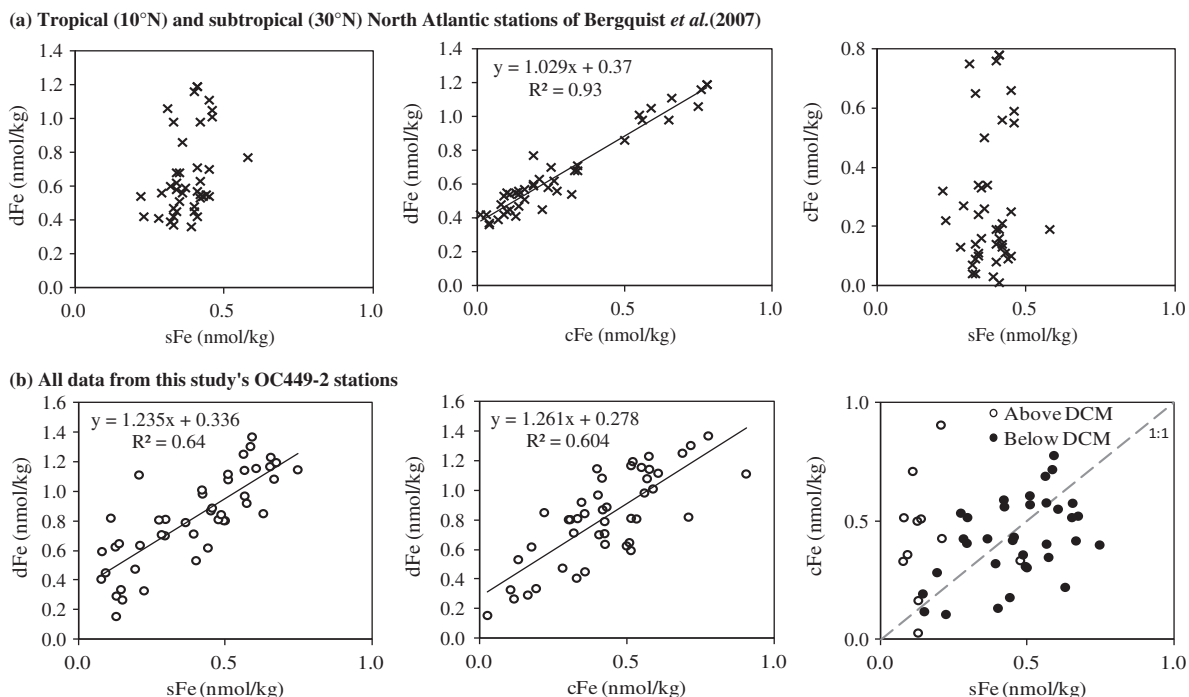 (a) Tropical (10°N) and subtropical (30°N) North Atlantic stations of Bergquist et al.(2007)
1.4
1.2
1.0
0.8
0.6
0.4
0.2
0.0
dFe (nmol/kg)
0.0 0.5 1.0
sFe (nmol/kg)
y = 1.029x + 0.37
R² = 0.93
1.4
1.2
1.0
0.8
0.6
0.4
0.2
0.0
dFe (nmol/kg)
0.0 0.5 1.0
cFe (nmol/kg)
0.8
0.6
0.4
0.2
0.0
cFe (nmol/kg)
0.0 0.5 1.0
sFe (nmol/kg)
(b) All data from this study's OC449-2 stations
y = 1.235x + 0.336
R² = 0.64
1.6
1.4
1.2
1.0
0.8
0.6
0.4
0.2
0.0
dFe (nmol/kg)
0.0 0.5 1.0
sFe (nmol/kg)
y = 1.261x + 0.278
R² = 0.604
1.6
1.4
1.2
1.0
0.8
0.6
0.4
0.2
0.0
dFe (nmol/kg)
0.0 0.5 1.0
cFe (nmol/kg)
Above DCM
Below DCM
1:1
1.0
0.5
0.0
cFe (nmol/kg)
0.0 0.5 1.0
sFe (nmol/kg)